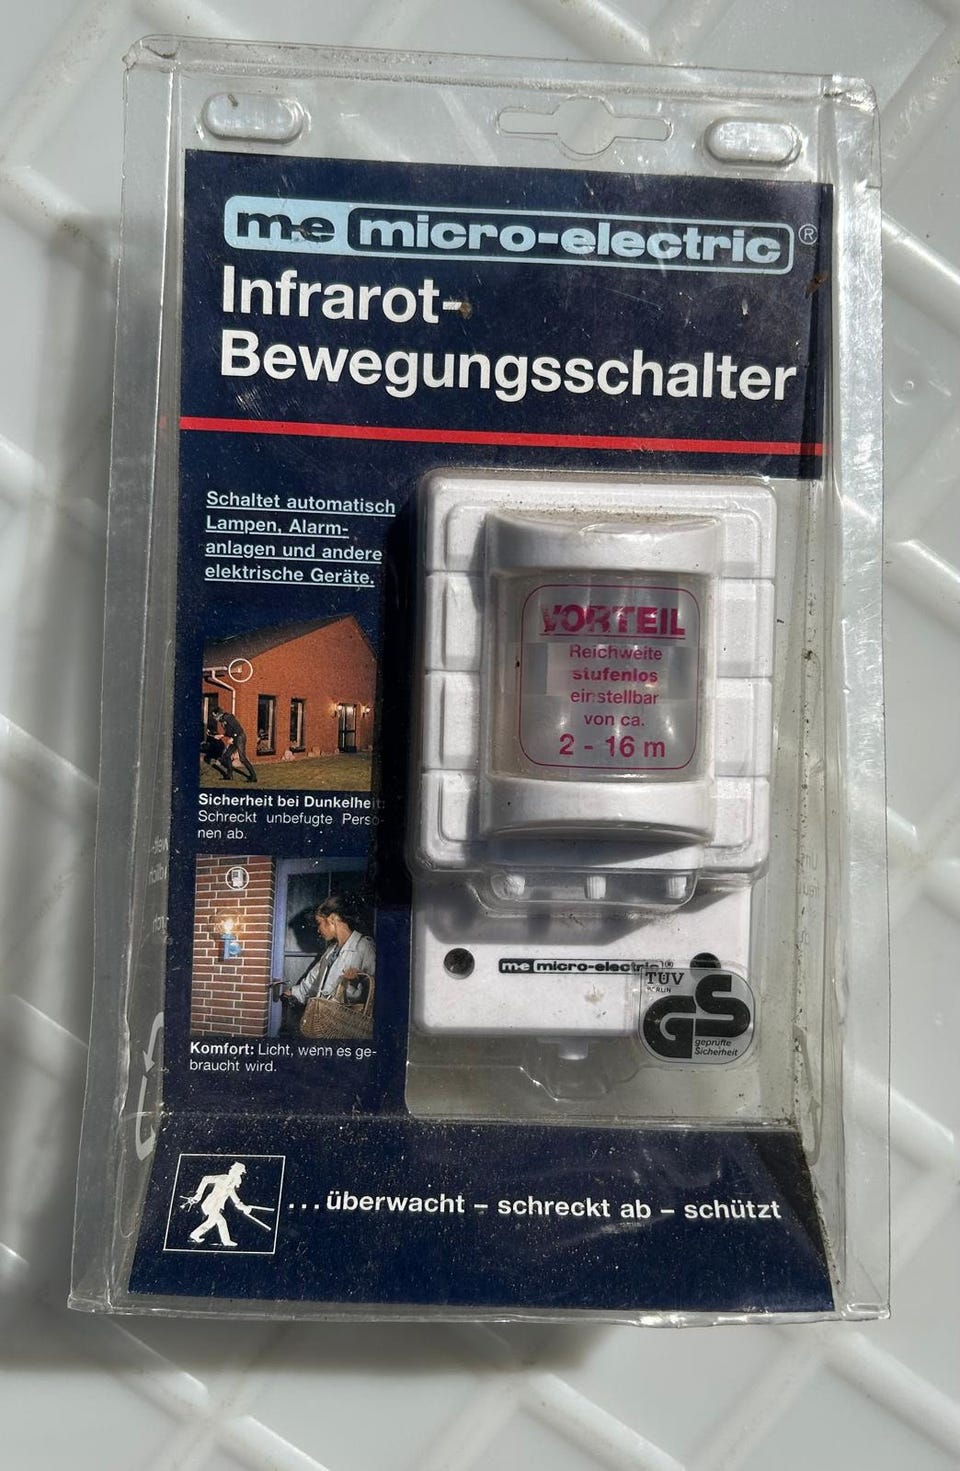 m-e micro-electric®
Infrarot-
Bewegungsschalter
Schaltet automatisch
Lampen, Alarm-
anlagen und andere
elektrische Geräte.
VORTEIL
Reichweite
stufenlos
einstellbar
von ca.
2 - 16 m
Sicherheit bei Dunkelheit:
Schreckt unbefugte Perso-
nen ab.
m-e micro-electric®
TÜV
BERLIN
GS
geprüfte
Sicherheit
Komfort: Licht, wenn es ge-
braucht wird.
...überwacht – schreckt ab – schützt